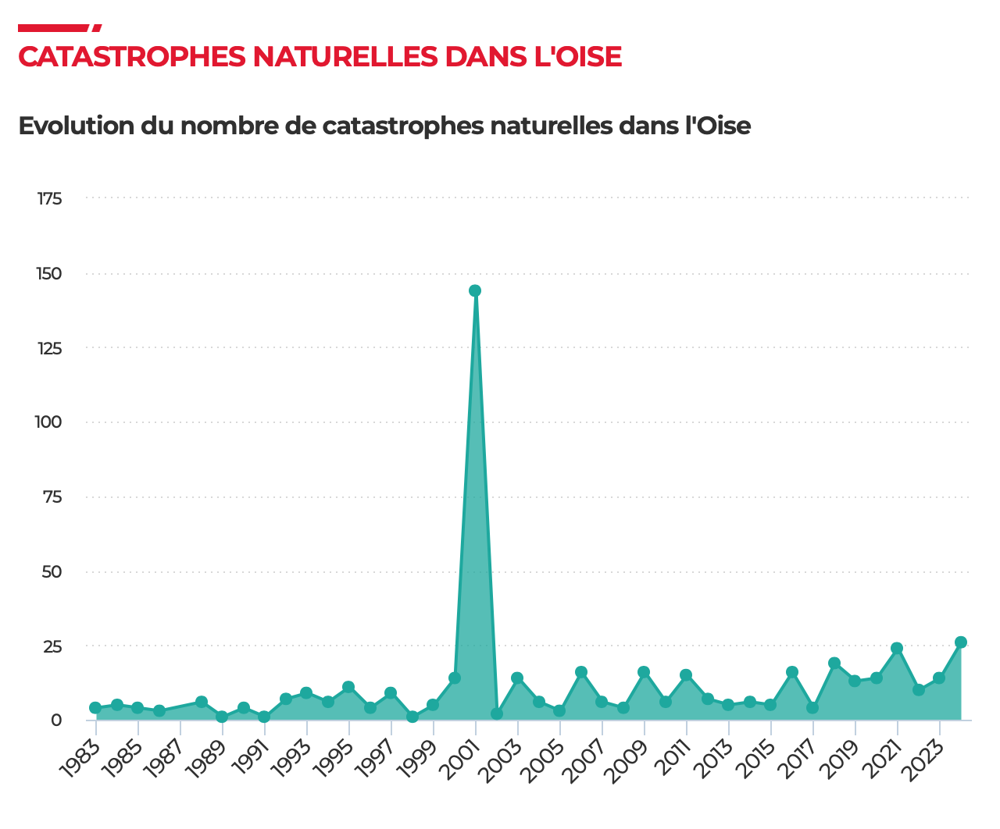 CATASTROPHES NATURELLES DANS L'OISE
Evolution du nombre de catastrophes naturelles dans l'Oise
175
150
125
100
75
50
25
0
1983 1985 1987 1989 1991 1993 1995 1997 1999 2001 2003 2005 2007 2009 2011 2013 2015 2017 2019 2021 2023